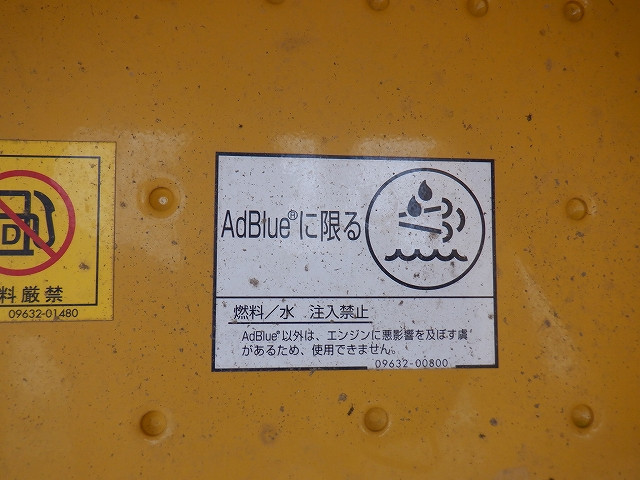 AdBlue®に限る
燃料／水 注入禁止
AdBlue®以外は、エンジンに悪影響を及ぼす虞
があるため、使用できません。
09632-00800
D
料厳禁
09632-01480